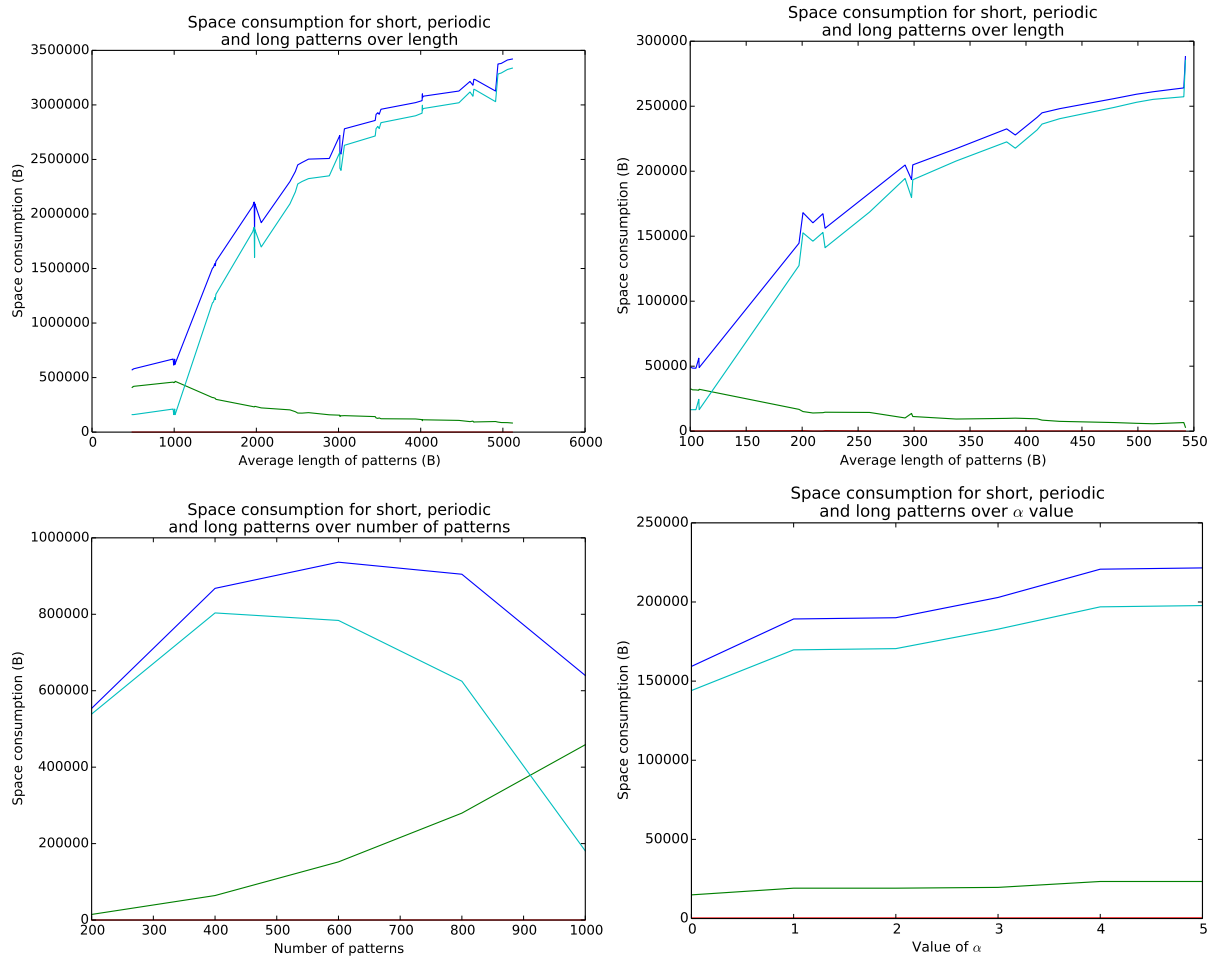 Space consumption for short, periodic
and long patterns over length
3500000
3000000
2500000
2000000
1500000
1000000
500000
0
Space consumption (B)
0 1000 2000 3000 4000 5000 6000
Average length of patterns (B)
Space consumption for short, periodic
and long patterns over length
300000
250000
200000
150000
100000
50000
0
Space consumption (B)
100 150 200 250 300 350 400 450 500 550
Average length of patterns (B)
Space consumption for short, periodic
and long patterns over number of patterns
1000000
800000
600000
400000
200000
0
Space consumption (B)
200 300 400 500 600 700 800 900 1000
Number of patterns
Space consumption for short, periodic
and long patterns over α value
250000
200000
150000
100000
50000
0
Space consumption (B)
0 1 2 3 4 5
Value of α